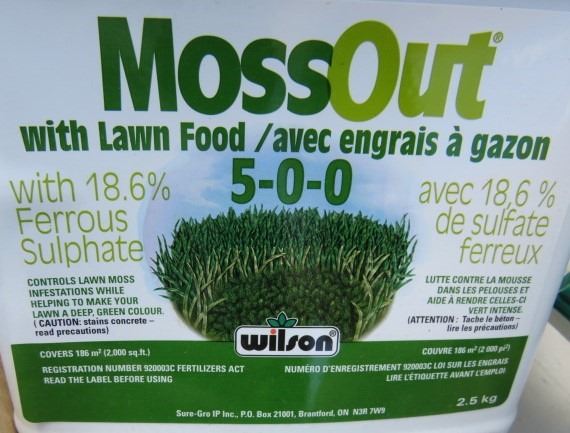 MossOut®
with Lawn Food / avec engrais à gazon
5-0-0
with 18.6%
Ferrous
Sulphate
avec 18,6 %
de sulfate
ferreux
CONTROLS LAWN MOSS
INFESTATIONS WHILE
HELPING TO MAKE YOUR
LAWN A DEEP, GREEN COLOUR.
( CAUTION: stains concrete –
read precautions)
LUTTE CONTRE LA MOUSSE
DANS LES PELOUSES ET
AIDE À RENDRE CELLES-CI
VERT INTENSE.
(ATTENTION : Tache le béton –
lire les précautions)
wilson®
COVERS 186 m² (2,000 sq.ft.)
REGISTRATION NUMBER 920003C FERTILIZERS ACT
READ THE LABEL BEFORE USING
COUVRE 186 m² (2 000 pi²)
NUMÉRO D'ENREGISTREMENT 920003C LOI SUR LES ENGRAIS
LIRE L'ÉTIQUETTE AVANT L'EMPLOI
2.5 kg
Sure-Gro IP Inc., P.O. Box 21001, Brantford, ON N3R 7W9